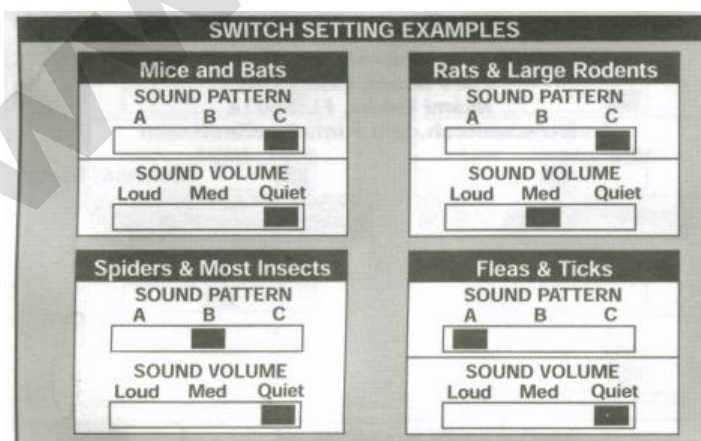 SWITCH SETTING EXAMPLES
Mice and Bats
SOUND PATTERN
A B C
SOUND VOLUME
Loud Med Quiet
Rats & Large Rodents
SOUND PATTERN
A B C
SOUND VOLUME
Loud Med Quiet
Spiders & Most Insects
SOUND PATTERN
A B C
SOUND VOLUME
Loud Med Quiet
Fleas & Ticks
SOUND PATTERN
A B C
SOUND VOLUME
Loud Med Quiet